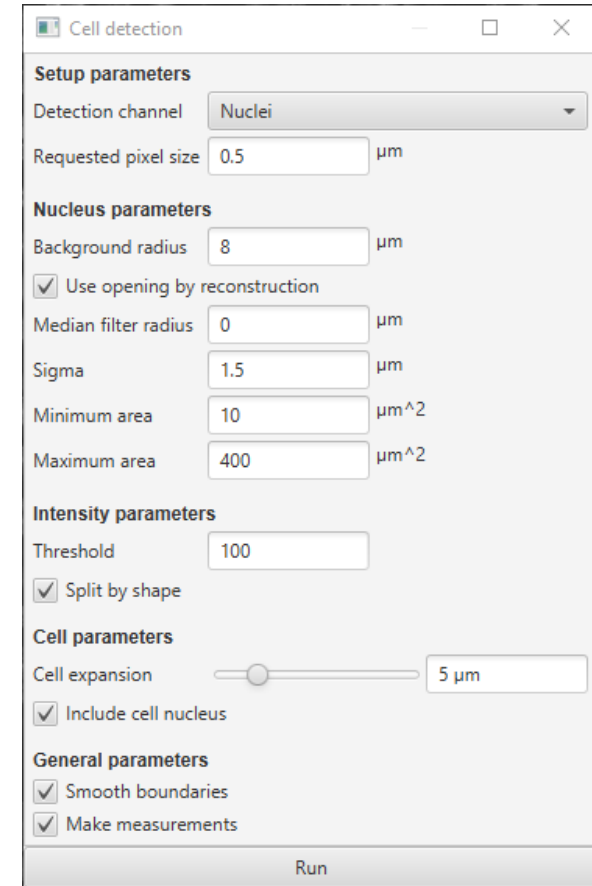 Cell detection
Setup parameters
Detection channel Nuclei
Requested pixel size 0.5 µm
Nucleus parameters
Background radius 8 µm
Use opening by reconstruction
Median filter radius 0 µm
Sigma 1.5 µm
Minimum area 10 µm^2
Maximum area 400 µm^2
Intensity parameters
Threshold 100
Split by shape
Cell parameters
Cell expansion 5 µm
Include cell nucleus
General parameters
Smooth boundaries
Make measurements
Run